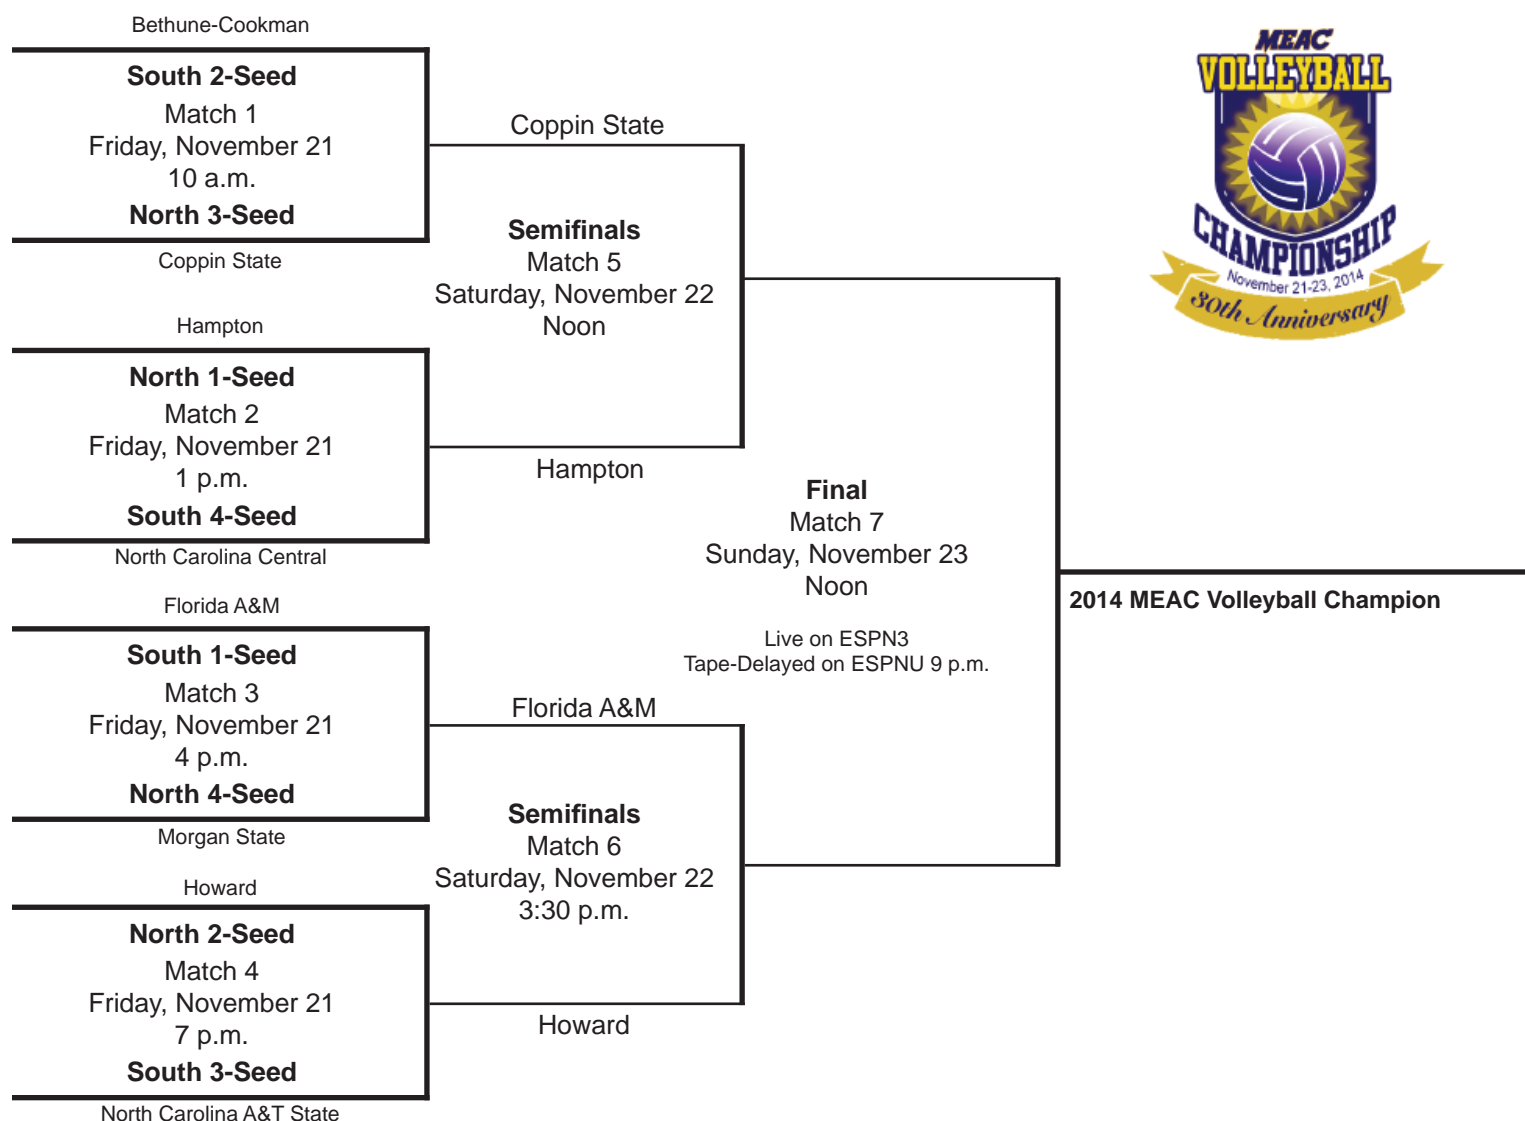 Bethune-Cookman
South 2-Seed
Match 1
Friday, November 21
10 a.m.
North 3-Seed
Coppin State
Hampton
North 1-Seed
Match 2
Friday, November 21
1 p.m.
South 4-Seed
North Carolina Central
Florida A&M
South 1-Seed
Match 3
Friday, November 21
4 p.m.
North 4-Seed
Morgan State
Howard
North 2-Seed
Match 4
Friday, November 21
7 p.m.
South 3-Seed
North Carolina A&T State
Coppin State
Semifinals
Match 5
Saturday, November 22
Noon
Hampton
Florida A&M
Semifinals
Match 6
Saturday, November 22
3:30 p.m.
Howard
Final
Match 7
Sunday, November 23
Noon
Live on ESPN3
Tape-Delayed on ESPNU 9 p.m.
2014 MEAC Volleyball Champion
MEAC
VOLLEYBALL
CHAMPIONSHIP
November 21-23, 2014
30th Anniversary